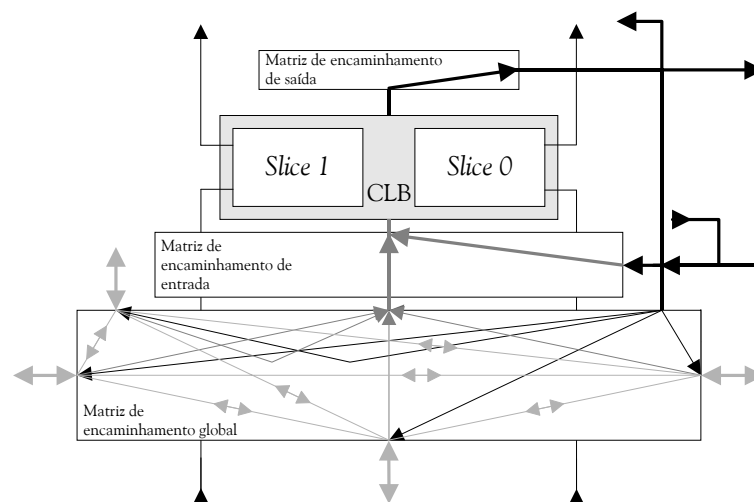 Matriz de encaminhamento
de saída
Slice 1
Slice 0
CLB
Matriz de
encaminhamento de
entrada
Matriz de
encaminhamento global